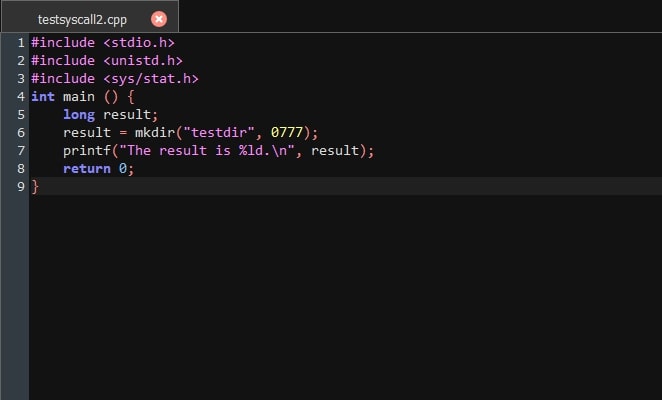 testsyscall2.cpp
1 #include <stdio.h>
2 #include <unistd.h>
3 #include <sys/stat.h>
4 int main () {
5     long result;
6     result = mkdir("testdir", 0777);
7     printf("The result is %ld.\n", result);
8     return 0;
9 }